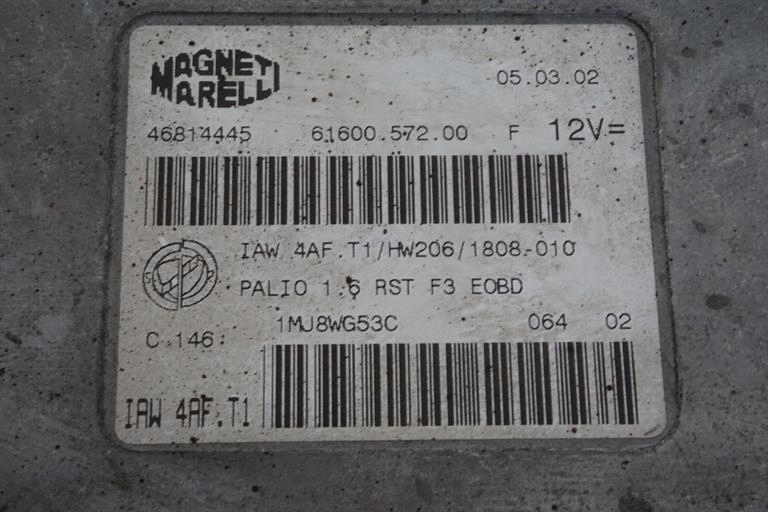 MAGNETI
MARELLI
05.03.02
46814445 61600.572.00 F 12V=
IAW 4AF.T1/HW206/1808-010
PALIO 1.6 RST F3 EOBD
1MJ8WG53C 064 02
C 146
IAW 4AF.T1